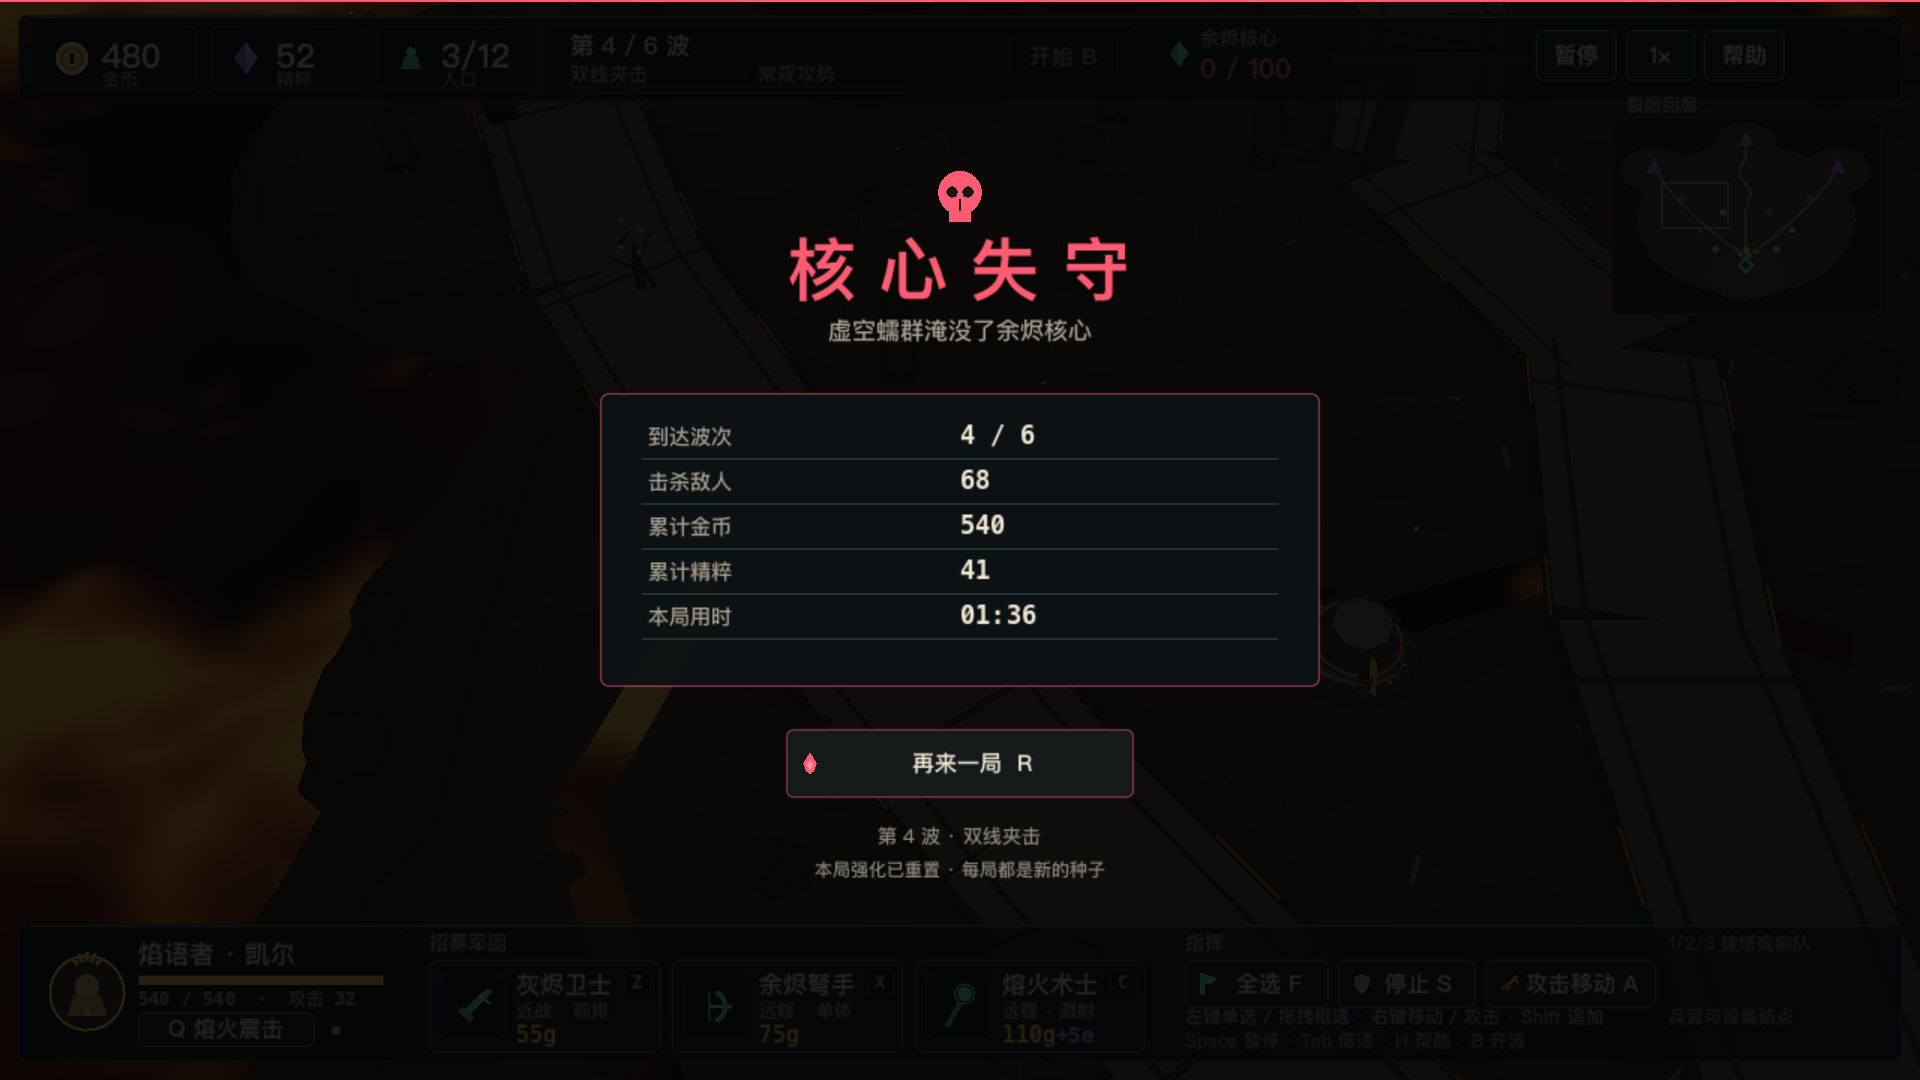 480
金币
52
精粹
3/12
人口
第 4 / 6 波
双线夹击 · 常规攻势
开始 B
余烬核心
0 / 100
暂停
1×
帮助
裂隙回廊
核心失守
虚空蠕群淹没了余烬核心
到达波次 4 / 6
击杀敌人 68
累计金币 540
累计精粹 41
本局用时 01:36
再来一局 R
第 4 波 · 双线夹击
本局强化已重置 · 每局都是新的种子
焰语者 · 凯尔
540 / 540 · 攻击 32
Q 熔火震击
招募军团
灰烬卫士 Z
近战 · 前排
55g
余烬弩手 X
远程 · 单体
75g
熔火术士 C
远程 · 溅射
110g+5e
指挥
全选 F
停止 S
攻击移动 A
左键单选 / 拖拽框选 · 右键移动 / 攻击 · Shift 追加
Space 暂停 · Tab 倍速 · H 帮助 · B 开波
1/2/3 建塔或编队
兵营可设集结点